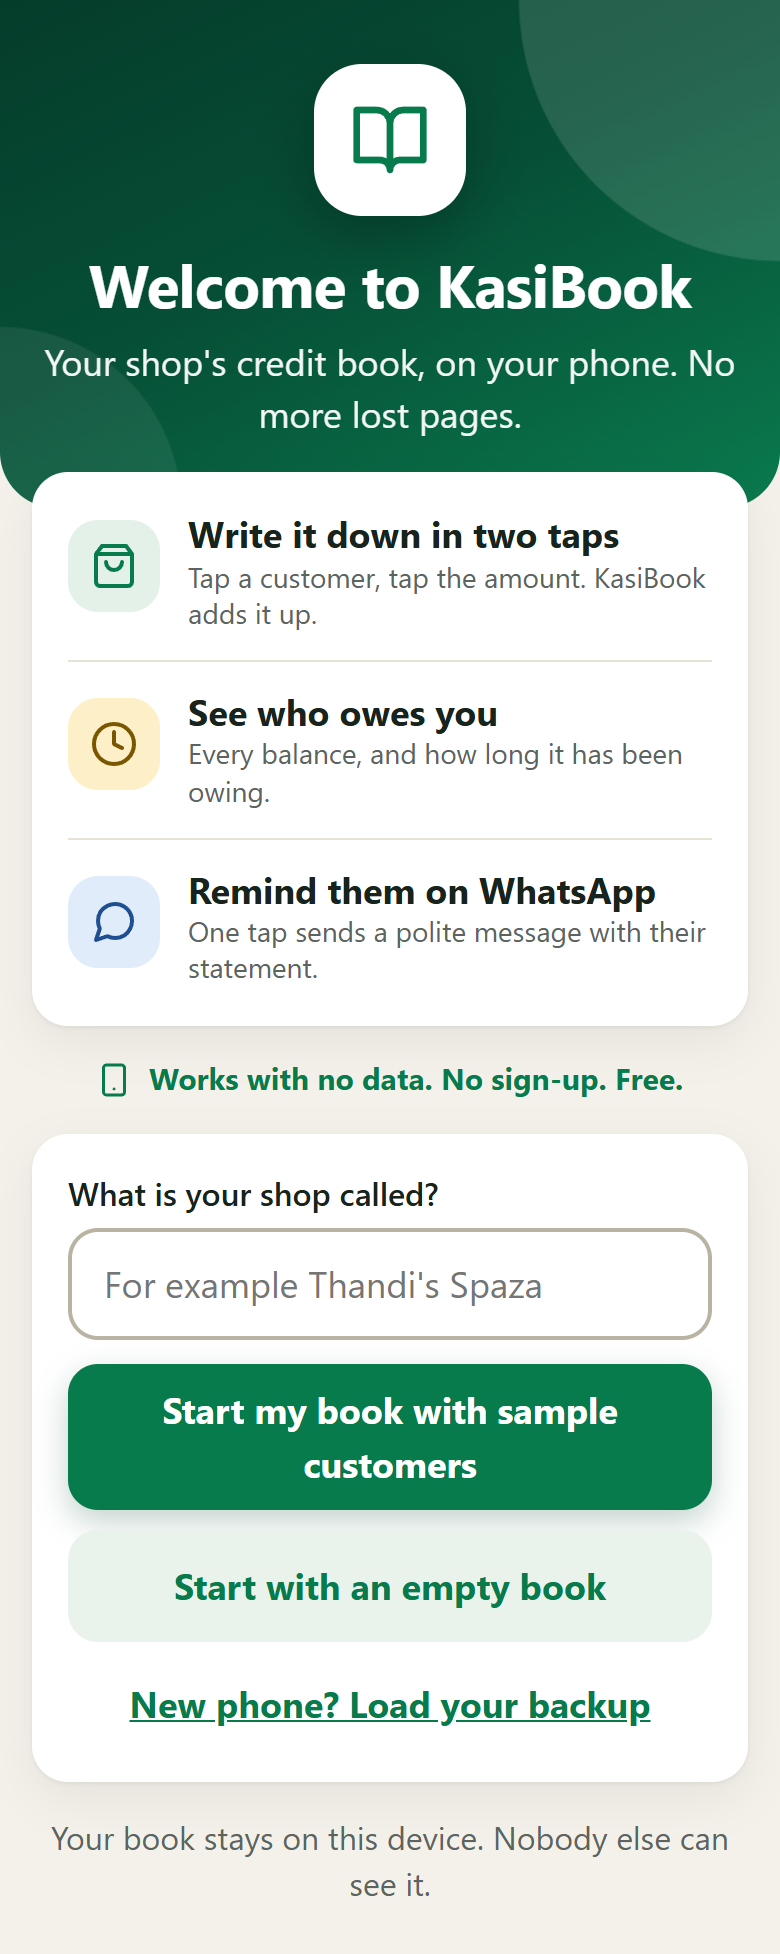 Welcome to KasiBook
Your shop's credit book, on your phone. No
more lost pages.
Write it down in two taps
Tap a customer, tap the amount. KasiBook
adds it up.
See who owes you
Every balance, and how long it has been
owing.
Remind them on WhatsApp
One tap sends a polite message with their
statement.
Works with no data. No sign-up. Free.
What is your shop called?
For example Thandi's Spaza
Start my book with sample
customers
Start with an empty book
New phone? Load your backup
Your book stays on this device. Nobody else can
see it.